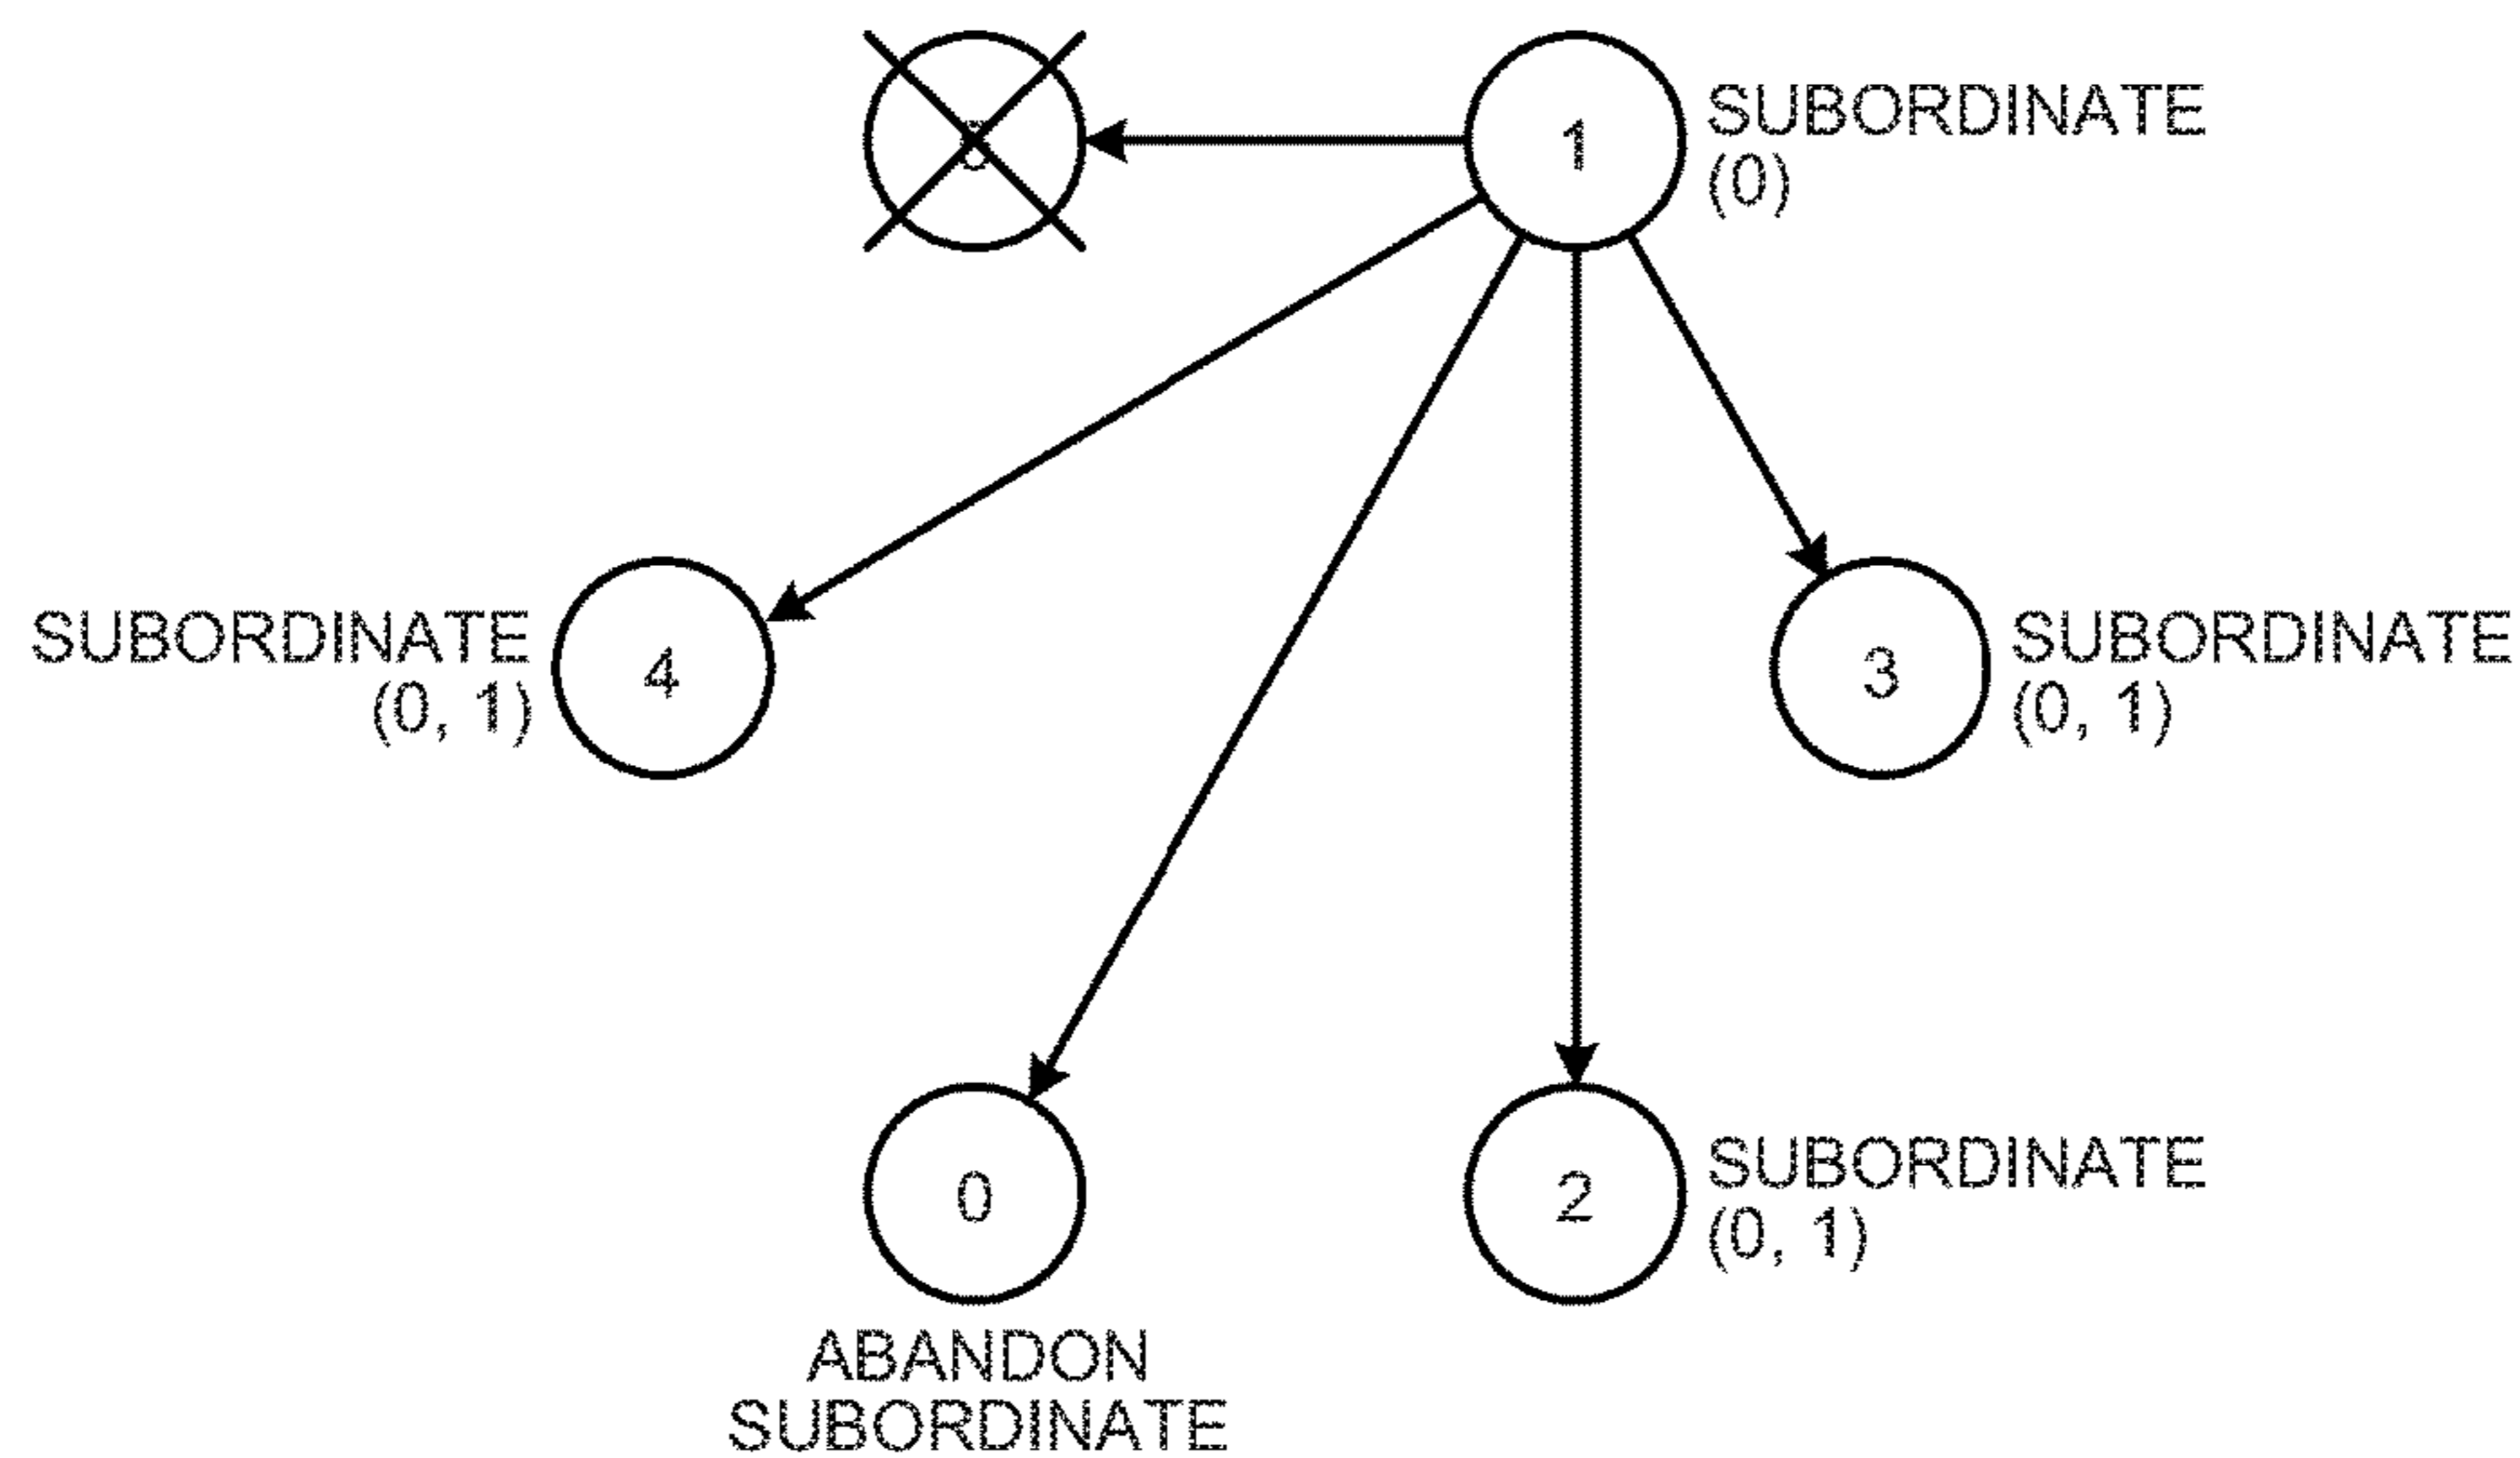 1
SUBORDINATE
(0)
SUBORDINATE
(0, 1)
4
3
SUBORDINATE
(0, 1)
0
2
SUBORDINATE
(0, 1)
ABANDON
SUBORDINATE